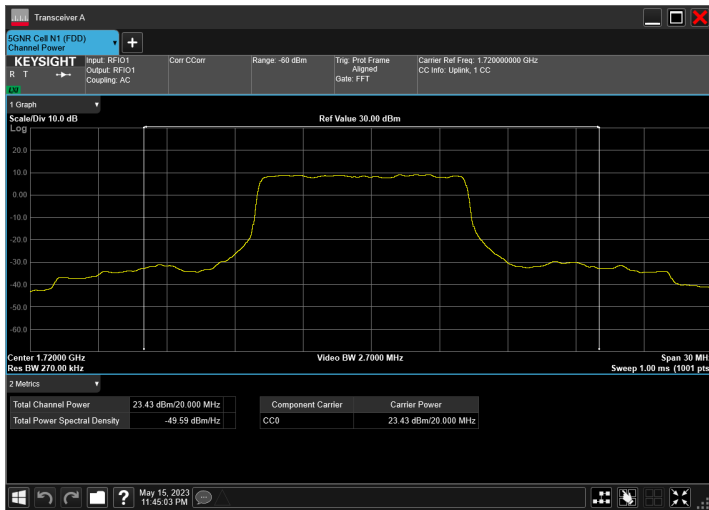 Transceiver A
5GNR Cell N1 (FDD)
Channel Power
KEYSIGHT
R T
LXI
Input: RFIO1
Output: RFIO1
Coupling: AC
Corr CCorr
Range: -60 dBm
Trig: Prot Frame
Aligned
Gate: FFT
Carrier Ref Freq: 1.720000000 GHz
CC Info: Uplink, 1 CC
1 Graph
Scale/Div 10.0 dB
Ref Value 30.00 dBm
Log
20.0
10.0
0.00
-10.0
-20.0
-30.0
-40.0
-50.0
-60.0
Center 1.72000 GHz
Video BW 2.7000 MHz
Span 30 MHz
Res BW 270.00 kHz
Sweep 1.00 ms (1001 pts
2 Metrics
Total Channel Power 23.43 dBm/20.000 MHz
Total Power Spectral Density -49.59 dBm/Hz
Component Carrier Carrier Power
CC0 23.43 dBm/20.000 MHz
?
May 15, 2023
11:45:03 PM